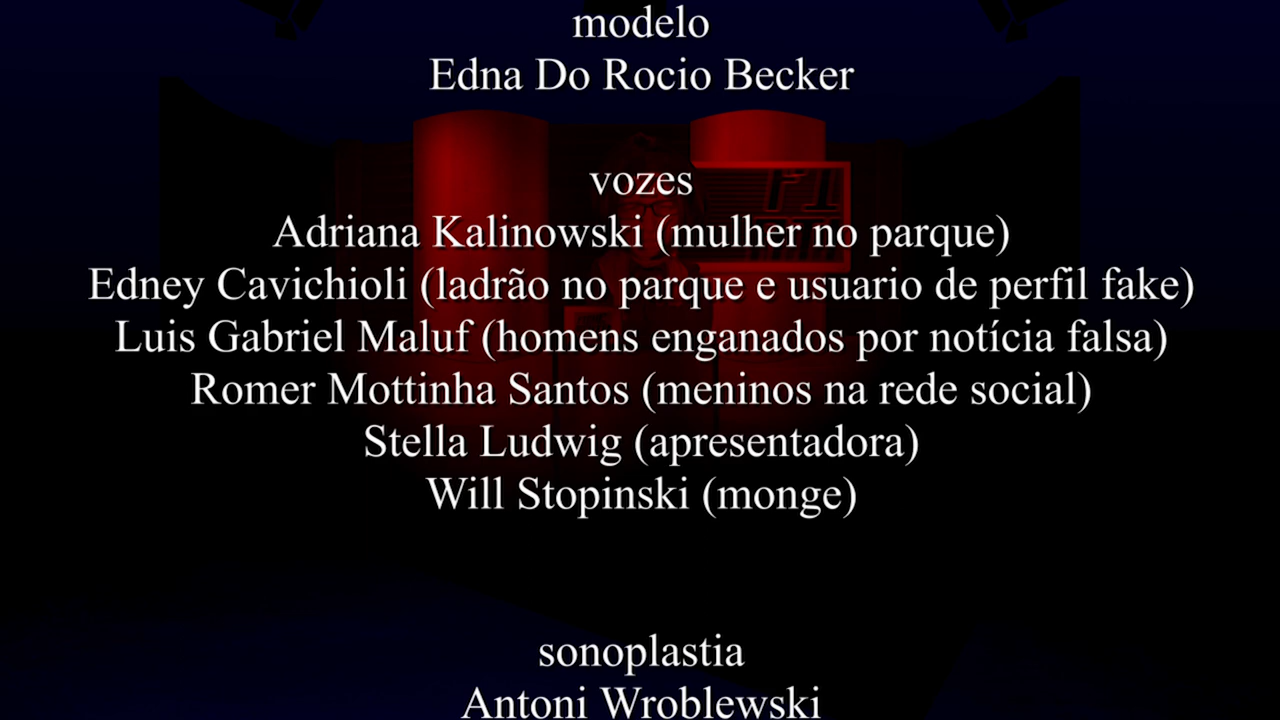 modelo
Edna Do Rocio Becker
vozes
Adriana Kalinowski (mulher no parque)
Edney Cavichioli (ladrão no parque e usuario de perfil fake)
Luis Gabriel Maluf (homens enganados por notícia falsa)
Romer Mottinha Santos (meninos na rede social)
Stella Ludwig (apresentadora)
Will Stopinski (monge)
sonoplastia
Antoni Wroblewski